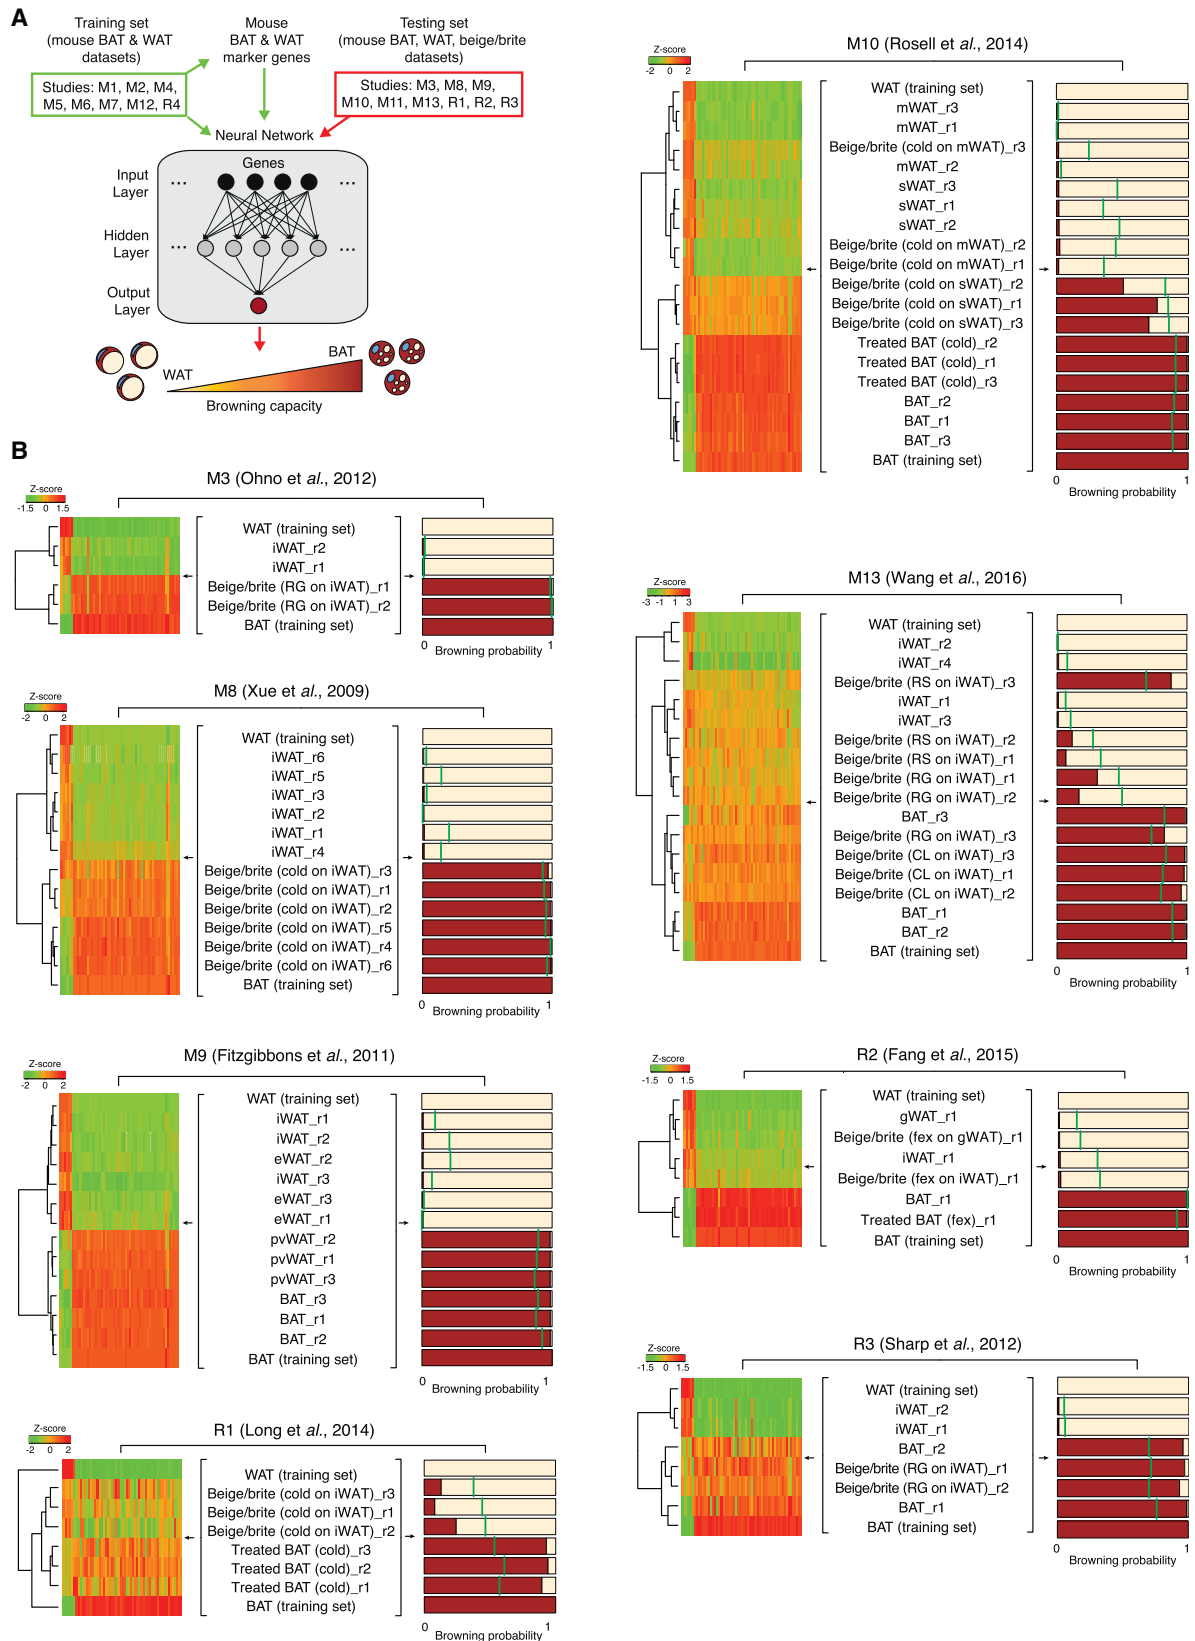 A
Training set
(mouse BAT & WAT
datasets)
Studies: M1, M2, M4,
M5, M6, M7, M12, R4
Mouse
BAT & WAT
marker genes
Testing set
(mouse BAT, WAT, beige/brite
datasets)
Studies: M3, M8, M9,
M10, M11, M13, R1, R2, R3
Neural Network
Genes
Input
Layer
...
...
Hidden
Layer
...
...
Output
Layer
WAT
BAT
Browning capacity
B
M3 (Ohno et al., 2012)
Z-score
-1.5 0 1.5
WAT (training set)
iWAT_r2
iWAT_r1
Beige/brite (RG on iWAT)_r1
Beige/brite (RG on iWAT)_r2
BAT (training set)
0 1
Browning probability
M8 (Xue et al., 2009)
Z-score
-2 0 2
WAT (training set)
iWAT_r6
iWAT_r5
iWAT_r3
iWAT_r2
iWAT_r1
iWAT_r4
Beige/brite (cold on iWAT)_r3
Beige/brite (cold on iWAT)_r1
Beige/brite (cold on iWAT)_r2
Beige/brite (cold on iWAT)_r5
Beige/brite (cold on iWAT)_r4
Beige/brite (cold on iWAT)_r6
BAT (training set)
0 1
Browning probability
M9 (Fitzgibbons et al., 2011)
Z-score
-2 0 2
WAT (training set)
iWAT_r1
iWAT_r2
eWAT_r2
iWAT_r3
eWAT_r3
eWAT_r1
pvWAT_r2
pvWAT_r1
pvWAT_r3
BAT_r3
BAT_r1
BAT_r2
BAT (training set)
0 1
Browning probability
R1 (Long et al., 2014)
Z-score
-2 0 2
WAT (training set)
Beige/brite (cold on iWAT)_r3
Beige/brite (cold on iWAT)_r1
Beige/brite (cold on iWAT)_r2
Treated BAT (cold)_r3
Treated BAT (cold)_r2
Treated BAT (cold)_r1
BAT (training set)
0 1
Browning probability
M10 (Rosell et al., 2014)
Z-score
-2 0 2
WAT (training set)
mWAT_r3
mWAT_r1
Beige/brite (cold on mWAT)_r3
mWAT_r2
sWAT_r3
sWAT_r1
sWAT_r2
Beige/brite (cold on mWAT)_r2
Beige/brite (cold on mWAT)_r1
Beige/brite (cold on sWAT)_r2
Beige/brite (cold on sWAT)_r1
Beige/brite (cold on sWAT)_r3
Treated BAT (cold)_r2
Treated BAT (cold)_r1
Treated BAT (cold)_r3
BAT_r2
BAT_r1
BAT_r3
BAT (training set)
0 1
Browning probability
M13 (Wang et al., 2016)
Z-score
-3 -1 1 3
WAT (training set)
iWAT_r2
iWAT_r4
Beige/brite (RS on iWAT)_r3
iWAT_r1
iWAT_r3
Beige/brite (RS on iWAT)_r2
Beige/brite (RS on iWAT)_r1
Beige/brite (RG on iWAT)_r1
Beige/brite (RG on iWAT)_r2
BAT_r3
Beige/brite (RG on iWAT)_r3
Beige/brite (CL on iWAT)_r3
Beige/brite (CL on iWAT)_r1
Beige/brite (CL on iWAT)_r2
BAT_r1
BAT_r2
BAT (training set)
0 1
Browning probability
R2 (Fang et al., 2015)
Z-score
-1.5 0 1.5
WAT (training set)
gWAT_r1
Beige/brite (fex on gWAT)_r1
iWAT_r1
Beige/brite (fex on iWAT)_r1
BAT_r1
Treated BAT (fex)_r1
BAT (training set)
0 1
Browning probability
R3 (Sharp et al., 2012)
Z-score
-1.5 0 1.5
WAT (training set)
iWAT_r2
iWAT_r1
BAT_r2
Beige/brite (RG on iWAT)_r1
Beige/brite (RG on iWAT)_r2
BAT_r1
BAT (training set)
0 1
Browning probability